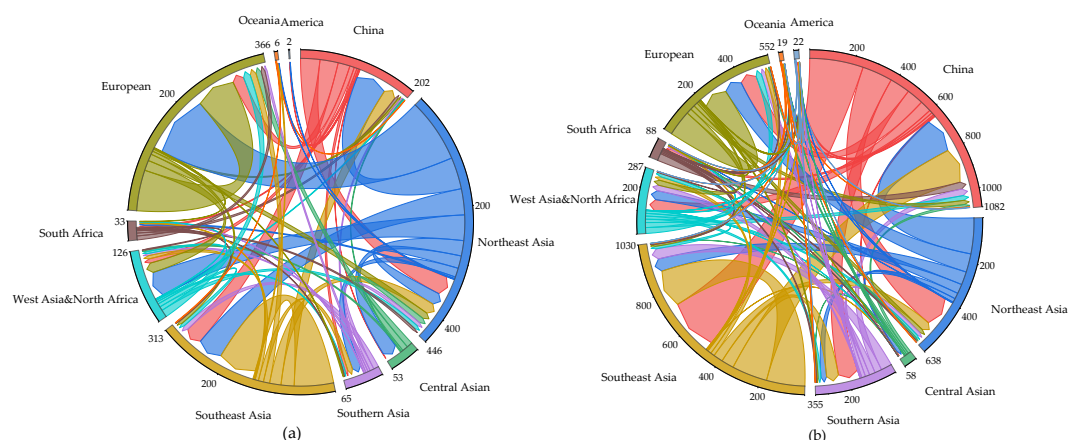 Oceania
America
China
European
South Africa
West Asia&North Africa
Southeast Asia
Southern Asia
Central Asian
Northeast Asia
366
6
2
202
200
200
400
446
53
65
200
313
126
33
(a)
Oceania
America
China
European
South Africa
West Asia&North Africa
Southeast Asia
Southern Asia
Central Asian
Northeast Asia
552
19
22
200
400
600
800
1000
1082
200
400
638
58
200
355
200
400
600
800
1030
200
287
88
200
400
(b)